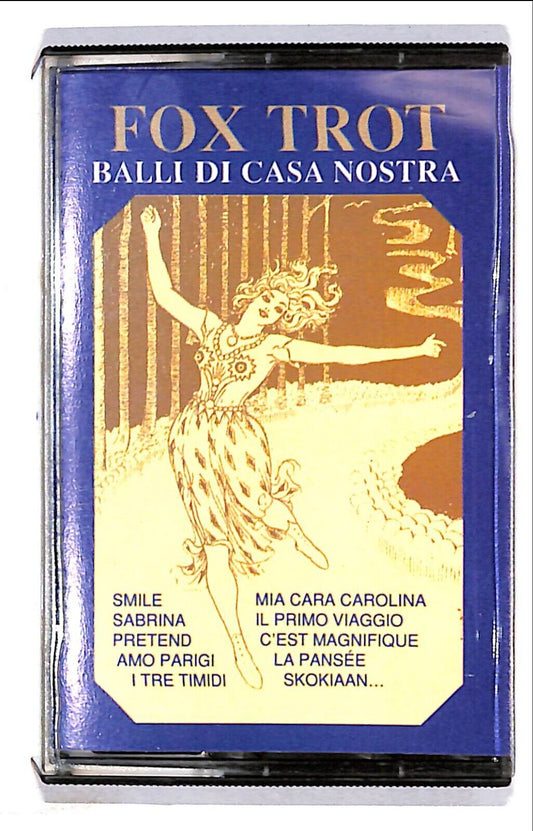 FOX TROT
BALLI DI CASA NOSTRA
SMILE
SABRINA
PRETEND
AMO PARIGI
I TRE TIMIDI
MIA CARA CAROLINA
IL PRIMO VIAGGIO
C'EST MAGNIFIQUE
LA PANSÉE
SKOKIAAN...